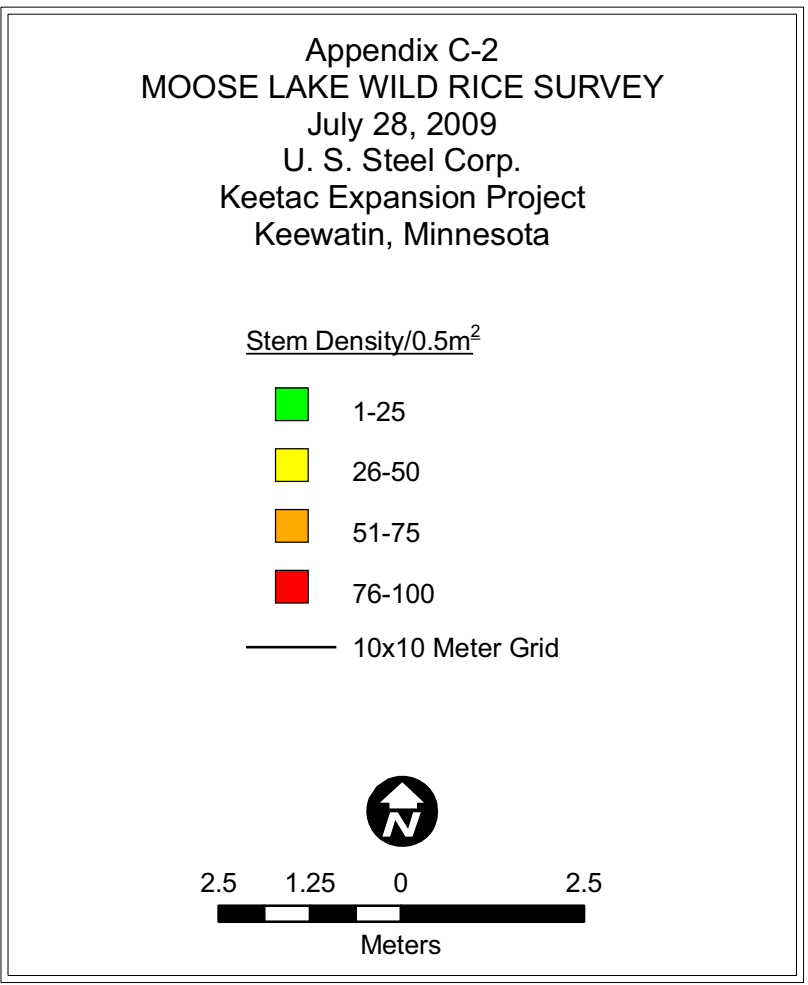 Appendix C-2
MOOSE LAKE WILD RICE SURVEY
July 28, 2009
U. S. Steel Corp.
Keetac Expansion Project
Keewatin, Minnesota
Stem Density/0.5m²
1-25
26-50
51-75
76-100
10x10 Meter Grid
N
2.5 1.25 0 2.5
Meters